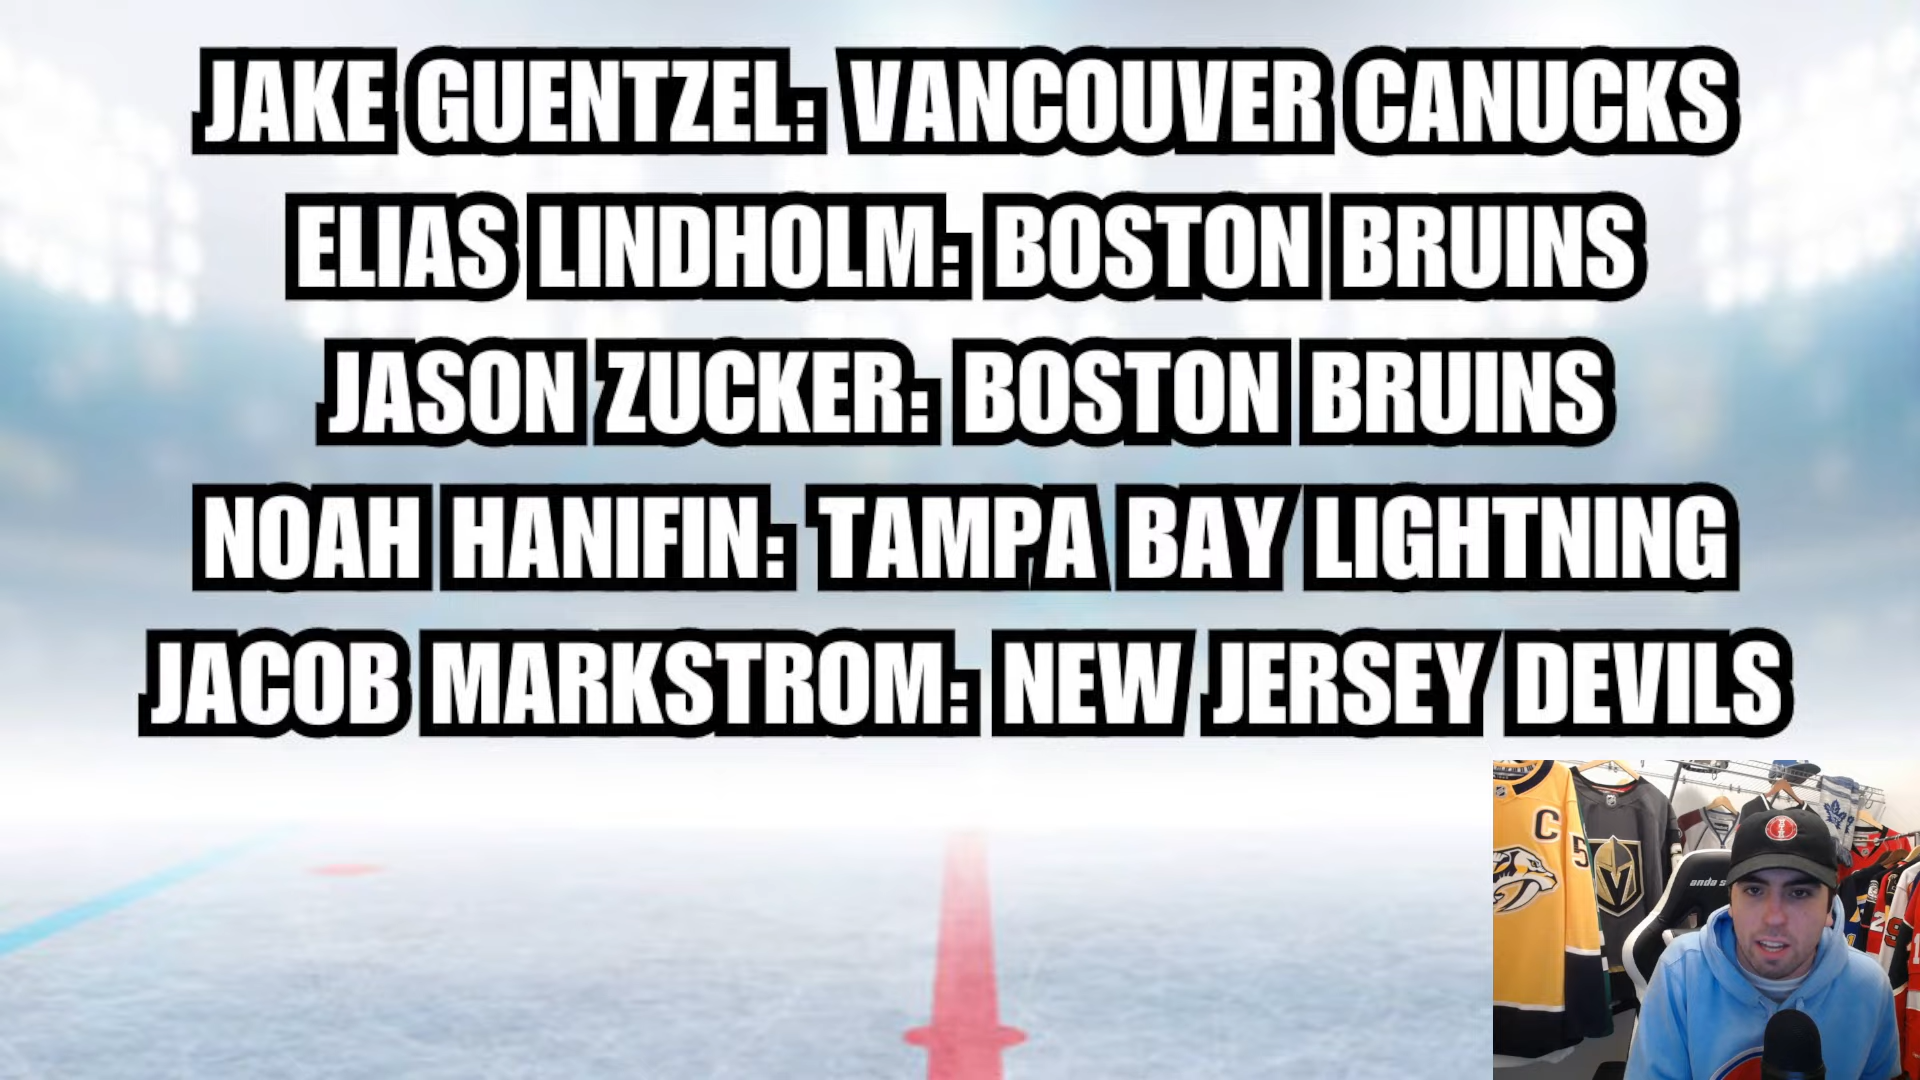 JAKE GUENTZEL: VANCOUVER CANUCKS
ELIAS LINDHOLM: BOSTON BRUINS
JASON ZUCKER: BOSTON BRUINS
NOAH HANIFIN: TAMPA BAY LIGHTNING
JACOB MARKSTROM: NEW JERSEY DEVILS
C
5